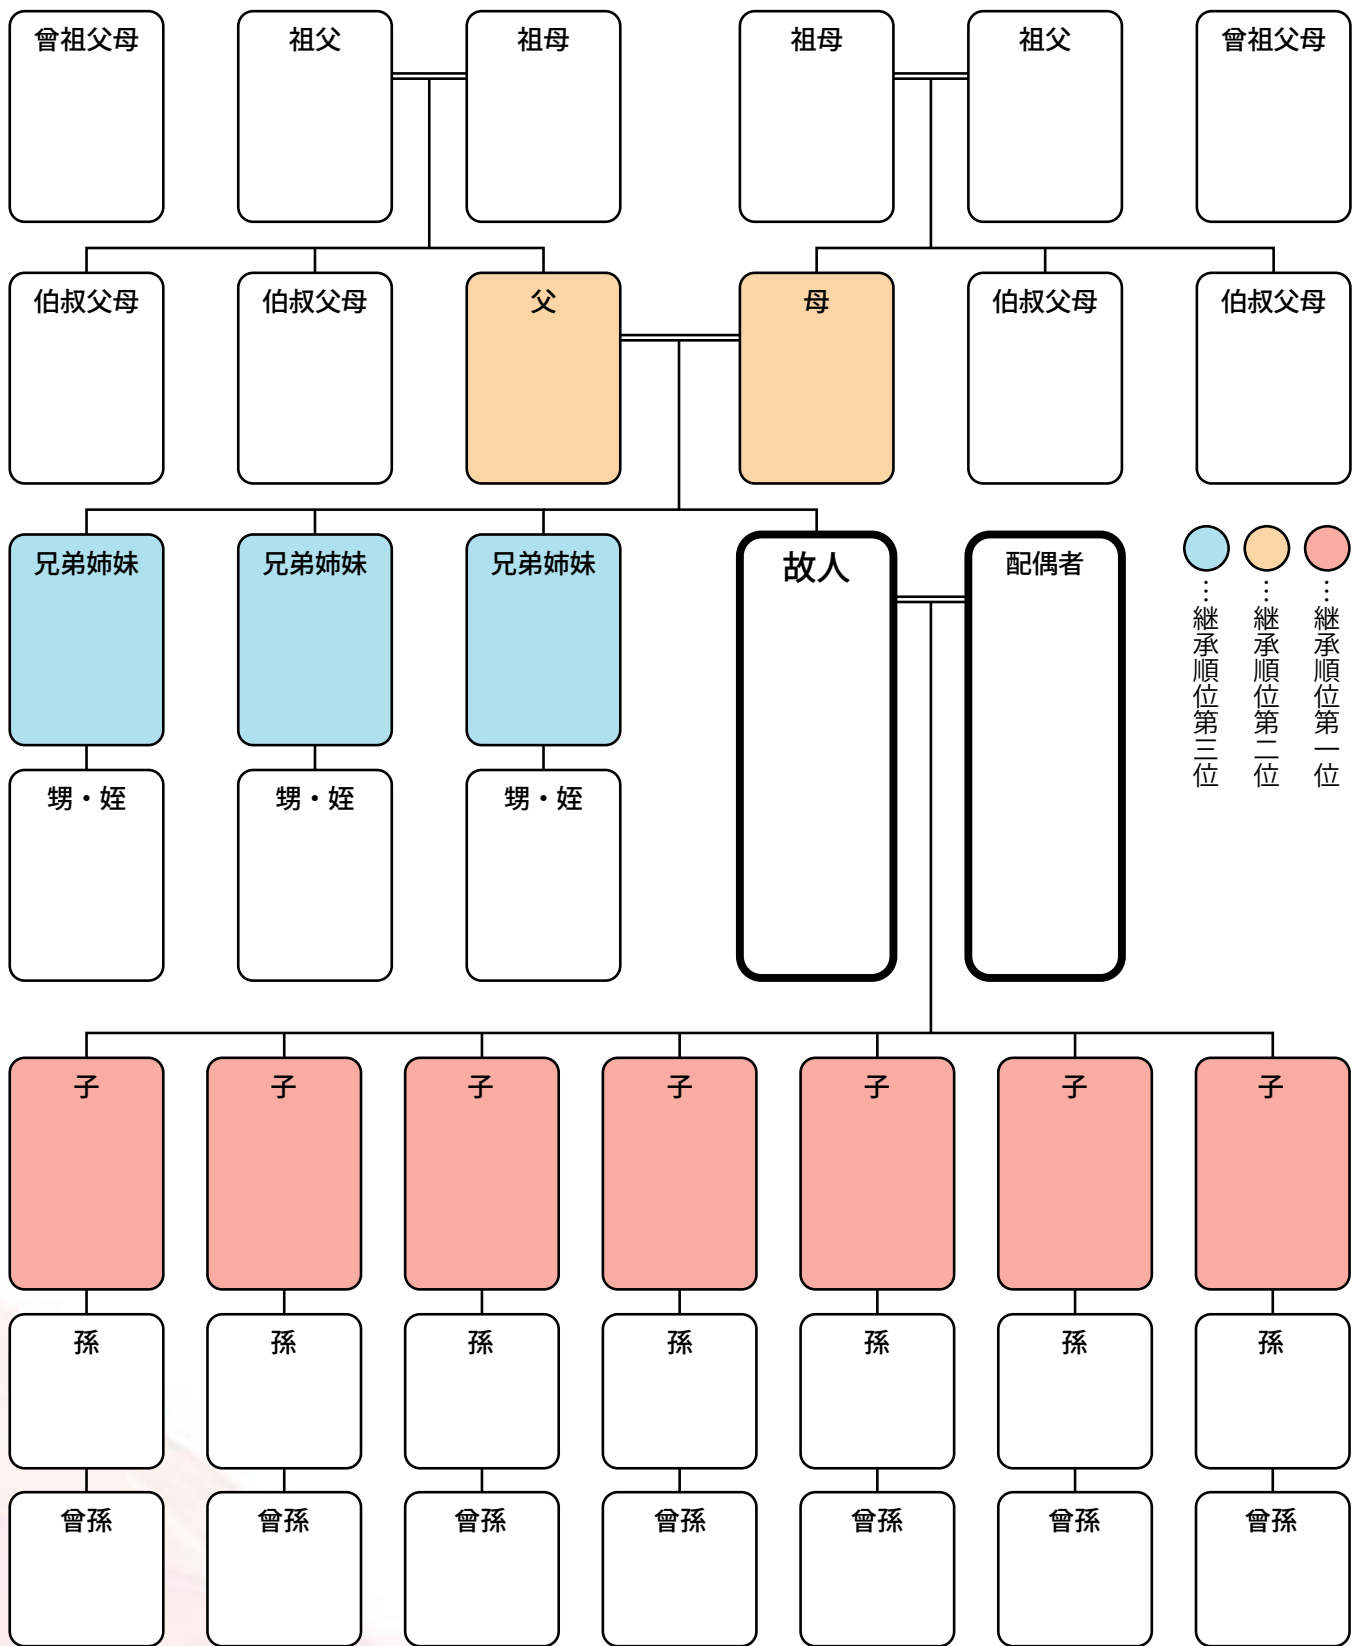 曾祖父母
祖父
祖母
祖母
祖父
曾祖父母
伯叔父母
伯叔父母
父
母
伯叔父母
伯叔父母
兄弟姉妹
兄弟姉妹
兄弟姉妹
故人
配偶者
…継承順位第一位
…継承順位第二位
…継承順位第三位
甥・姪
甥・姪
甥・姪
子
子
子
子
子
子
子
孫
孫
孫
孫
孫
孫
孫
曾孫
曾孫
曾孫
曾孫
曾孫
曾孫
曾孫